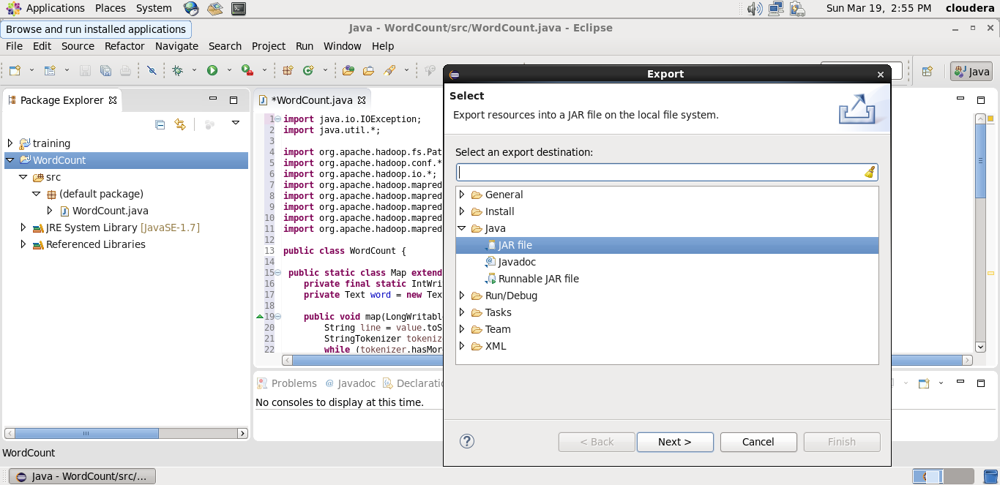 Applications Places System
Sun Mar 19, 2:55 PM cloudera
Browse and run installed applications
Java - WordCount/src/WordCount.java - Eclipse
File Edit Source Refactor Navigate Search Project Run Window Help
Java
Package Explorer
training
WordCount
src
(default package)
WordCount.java
JRE System Library [JavaSE-1.7]
Referenced Libraries
*WordCount.java
1 import java.io.IOException;
2 import java.util.*;
3
4 import org.apache.hadoop.fs.Pat
5 import org.apache.hadoop.conf.*
6 import org.apache.hadoop.io.*;
7 import org.apache.hadoop.mapred
8 import org.apache.hadoop.mapred
9 import org.apache.hadoop.mapred
10 import org.apache.hadoop.mapred
11 import org.apache.hadoop.mapred
12
13 public class WordCount {
14
15 public static class Map extend
16 private final static IntWri
17 private Text word = new Tex
18
19 public void map(LongWritabl
20 String line = value.toS
21 StringTokenizer tokeniz
22 while (tokenizer.hasMor
Problems @ Javadoc Declaratio
No consoles to display at this time.
Export
Select
Export resources into a JAR file on the local file system.
Select an export destination:
General
Install
Java
JAR file
Javadoc
Runnable JAR file
Run/Debug
Tasks
Team
XML
? < Back Next > Cancel Finish
WordCount
Java - WordCount/src/...